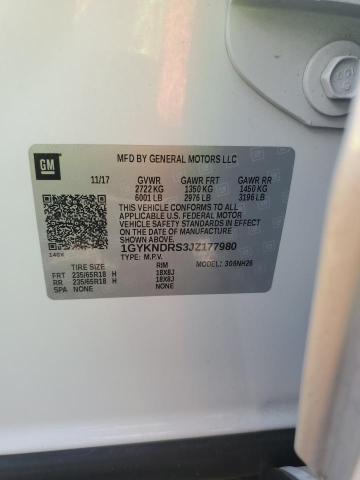 GM
MFD BY GENERAL MOTORS LLC
11/17 GVWR GAWR FRT GAWR RR
2722 KG 1350 KG 1450 KG
6001 LB 2976 LB 3196 LB
THIS VEHICLE CONFORMS TO ALL
APPLICABLE U.S. FEDERAL MOTOR
VEHICLE SAFETY AND THEFT PREVENTION
STANDARDS IN EFFECT ON THE DATE OF
MANUFACTURE SHOWN ABOVE.
1GYKNDRS3JZ177980
TYPE: M.P.V. MODEL: 306NH26
TIRE SIZE RIM
FRT 235/65R18 H 18X8J
RR 235/65R18 H 18X8J
SPA NONE NONE